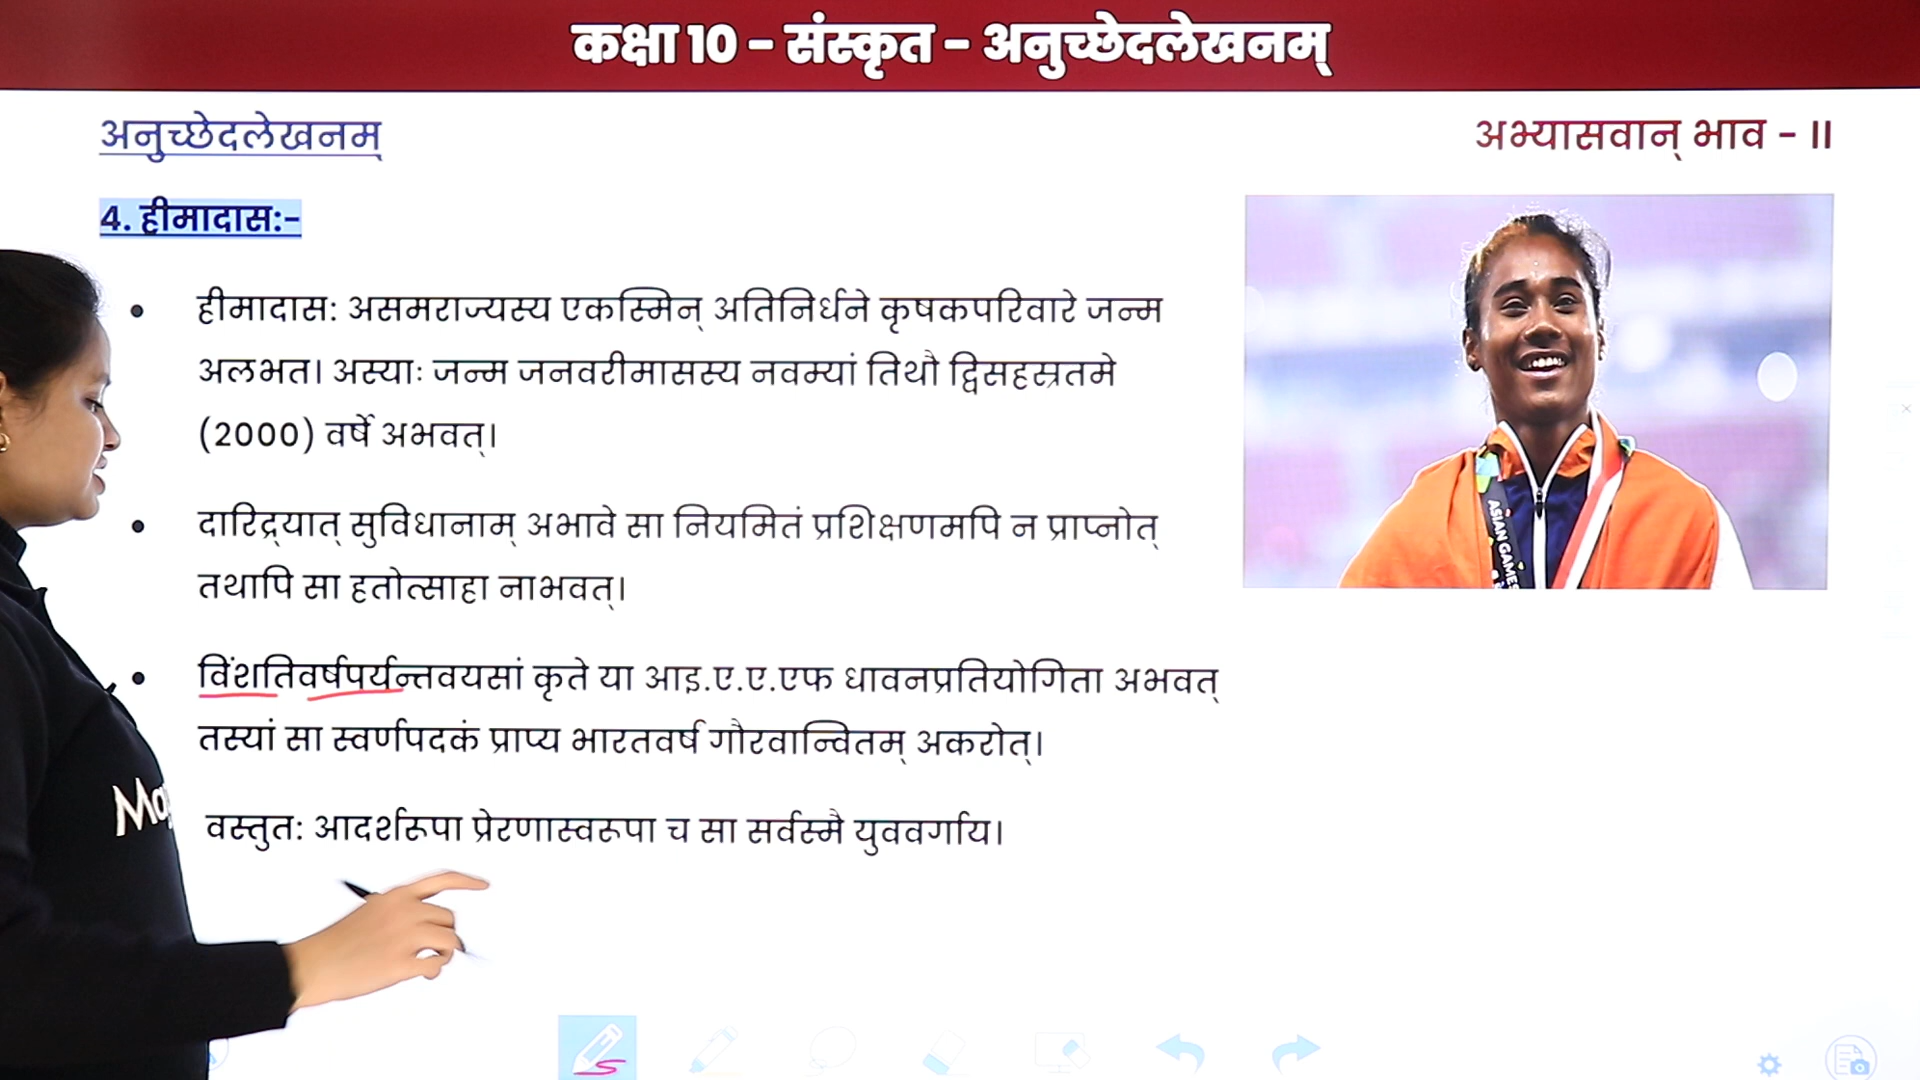 कक्षा 10 - संस्कृत - अनुच्छेदलेखनम्
अनुच्छेदलेखनम्
अभ्यासवान् भाव - II
4. हीमादासः-
• हीमादासः असमराज्यस्य एकस्मिन् अतिनिर्धने कृषकपरिवारे जन्म
अलभत। अस्याः जन्म जनवरीमासस्य नवम्यां तिथौ द्विसहस्रतमे
(2000) वर्षे अभवत्।
• दारिद्र्यात् सुविधानाम् अभावे सा नियमितं प्रशिक्षणमपि न प्राप्नोत्
तथापि सा हतोत्साहा नाभवत्।
• विंशतिवर्षपर्यन्तवयसां कृते या आइ.ए.ए.एफ धावनप्रतियोगिता अभवत्
तस्यां सा स्वर्णपदकं प्राप्य भारतवर्षं गौरवान्वितम् अकरोत्।
वस्तुतः आदर्शरूपा प्रेरणास्वरूपा च सा सर्वस्मै युववर्गाय।
ASIAN GAMES